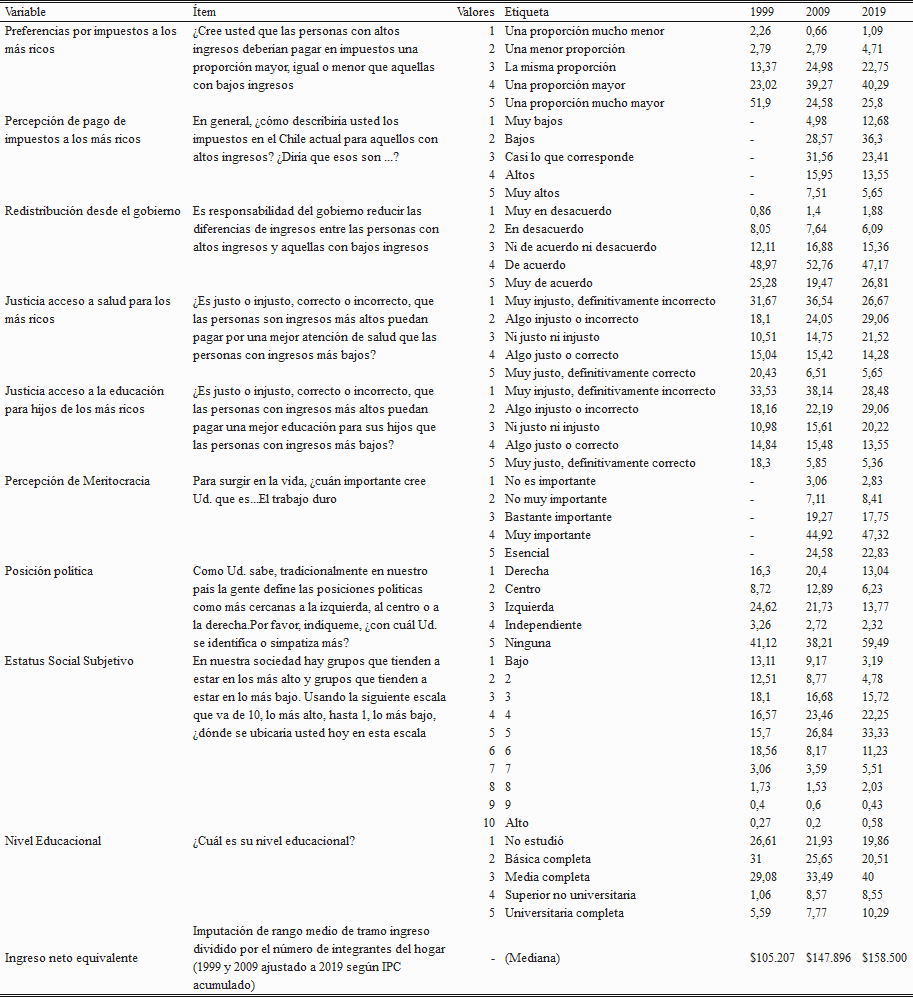 Variable Ítem Valores Etiqueta 1999 2009 2019
Preferencias por impuestos a los ¿Cree usted que las personas con altos 1 Una proporción mucho menor 2,26 0,66 1,09
más ricos ingresos deberían pagar en impuestos una 2 Una menor proporción 2,79 2,79 4,71
proporción mayor, igual o menor que aquellas 3 La misma proporción 13,37 24,98 22,75
con bajos ingresos 4 Una proporción mayor 23,02 39,27 40,29
5 Una proporción mucho mayor 51,9 24,58 25,8
Percepción de pago de En general, ¿cómo describiría usted los 1 Muy bajos - 4,98 12,68
impuestos a los más ricos impuestos en el Chile actual para aquellos con 2 Bajos - 28,57 36,3
altos ingresos? ¿Diría que esos son ...? 3 Casi lo que corresponde - 31,56 23,41
4 Altos - 15,95 13,55
5 Muy altos - 7,51 5,65
Redistribución desde el gobierno Es responsabilidad del gobierno reducir las 1 Muy en desacuerdo 0,86 1,4 1,88
diferencias de ingresos entre las personas con 2 En desacuerdo 8,05 7,64 6,09
altos ingresos y aquellas con bajos ingresos 3 Ni de acuerdo ni desacuerdo 12,11 16,88 15,36
4 De acuerdo 48,97 52,76 47,17
5 Muy de acuerdo 25,28 19,47 26,81
Justicia acceso a salud para los ¿Es justo o injusto, correcto o incorrecto, que 1 Muy injusto, definitivamente incorrecto 31,67 36,54 26,67
más ricos las personas son ingresos más altos puedan 2 Algo injusto o incorrecto 18,1 24,05 29,06
pagar por una mejor atención de salud que las 3 Ni justo ni injusto 10,51 14,75 21,52
personas con ingresos más bajos? 4 Algo justo o correcto 15,04 15,42 14,28
5 Muy justo, definitivamente correcto 20,43 6,51 5,65
Justicia acceso a la educación ¿Es justo o injusto, correcto o incorrecto, que 1 Muy injusto, definitivamente incorrecto 33,53 38,14 28,48
para hijos de los más ricos las personas con ingresos más altos puedan 2 Algo injusto o incorrecto 18,16 22,19 29,06
pagar una mejor educación para sus hijos que 3 Ni justo ni injusto 10,98 15,61 20,22
las personas con ingresos más bajos? 4 Algo justo o correcto 14,84 15,48 13,55
5 Muy justo, definitivamente correcto 18,3 5,85 5,36
Percepción de Meritocracia Para surgir en la vida, ¿cuán importante cree 1 No es importante - 3,06 2,83
Ud. que es...El trabajo duro 2 No muy importante - 7,11 8,41
3 Bastante importante - 19,27 17,75
4 Muy importante - 44,92 47,32
5 Esencial - 24,58 22,83
Posición política Como Ud. sabe, tradicionalmente en nuestro 1 Derecha 16,3 20,4 13,04
país la gente define las posiciones políticas 2 Centro 8,72 12,89 6,23
como más cercanas a la izquierda, al centro o a 3 Izquierda 24,62 21,73 13,77
la derecha.Por favor, indíqueme, ¿con cuál Ud. 4 Independiente 3,26 2,72 2,32
se identifica o simpatiza más? 5 Ninguna 41,12 38,21 59,49
Estatus Social Subjetivo En nuestra sociedad hay grupos que tienden a 1 Bajo 13,11 9,17 3,19
estar en los más alto y grupos que tienden a 2 2 12,51 8,77 4,78
estar en lo más bajo. Usando la siguiente escala 3 3 18,1 16,68 15,72
que va de 10, lo más alto, hasta 1, lo más bajo, 4 4 16,57 23,46 22,25
¿dónde se ubicaría usted hoy en esta escala 5 5 15,7 26,84 33,33
6 6 18,56 8,17 11,23
7 7 3,06 3,59 5,51
8 8 1,73 1,53 2,03
9 9 0,4 0,6 0,43
10 Alto 0,27 0,2 0,58
Nivel Educacional ¿Cuál es su nivel educacional? 1 No estudió 26,61 21,93 19,86
2 Básica completa 31 25,65 20,51
3 Media completa 29,08 33,49 40
4 Superior no universitaria 1,06 8,57 8,55
5 Universitaria completa 5,59 7,77 10,29
Imputación de rango medio de tramo ingreso
dividido por el número de integrantes del hogar
Ingreso neto equivalente (1999 y 2009 ajustado a 2019 según IPC - (Mediana) $105.207 $147.896 $158.500
acumulado)